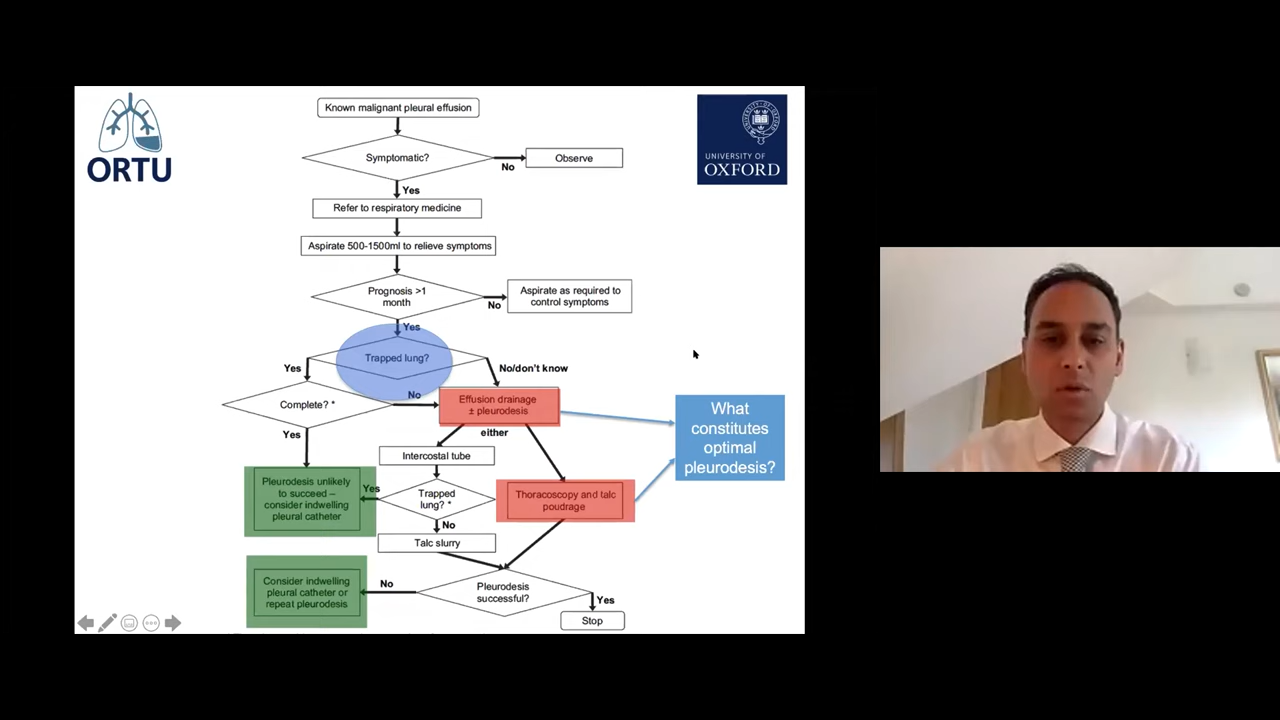 ORTU
UNIVERSITY OF
OXFORD
Known malignant pleural effusion
Symptomatic?
No
Observe
Yes
Refer to respiratory medicine
Aspirate 500-1500ml to relieve symptoms
Prognosis >1
month
No
Aspirate as required to
control symptoms
Yes
Trapped lung?
Yes
No/don't know
Complete? *
No
Effusion drainage
± pleurodesis
What
constitutes
optimal
pleurodesis?
Yes
either
Intercostal tube
Pleurodesis unlikely
to succeed –
consider indwelling
pleural catheter
Yes
Trapped
lung? *
Thoracoscopy and talc
poudrage
No
Talc slurry
Consider indwelling
pleural catheter or
repeat pleurodesis
No
Pleurodesis
successful?
Yes
Stop